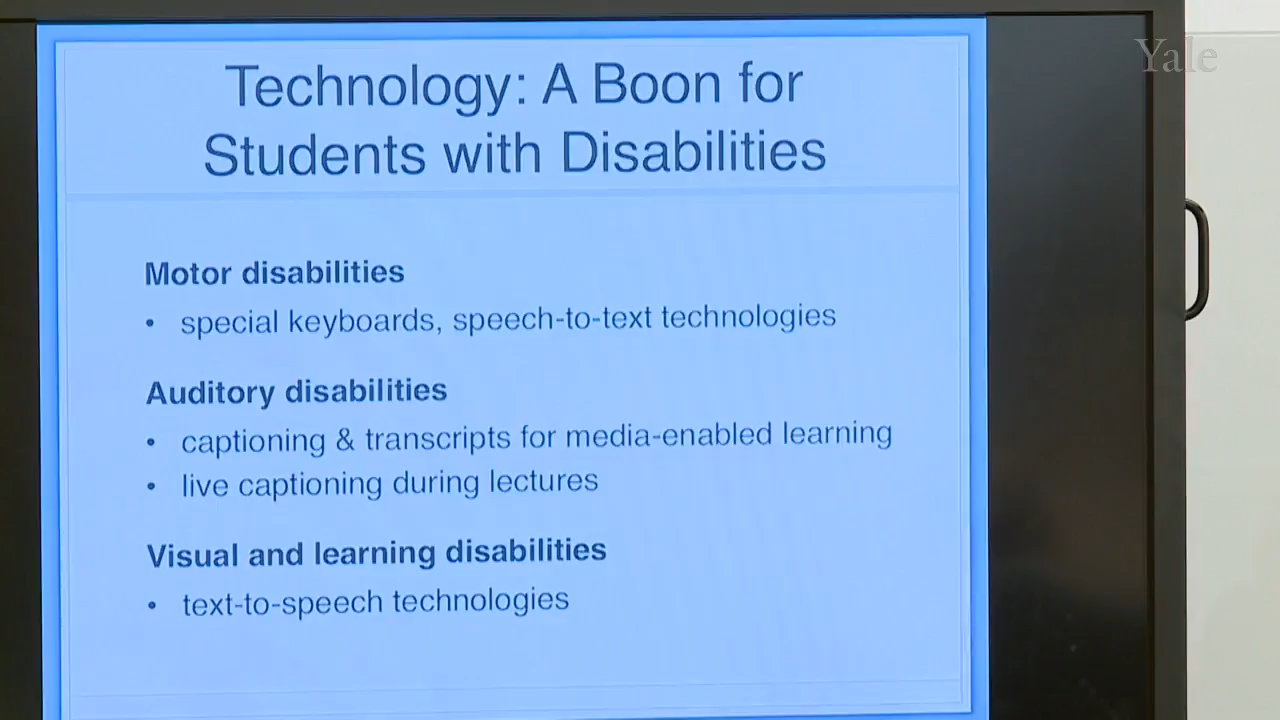 Yale
Technology: A Boon for
Students with Disabilities
Motor disabilities
• special keyboards, speech-to-text technologies
Auditory disabilities
• captioning & transcripts for media-enabled learning
• live captioning during lectures
Visual and learning disabilities
• text-to-speech technologies